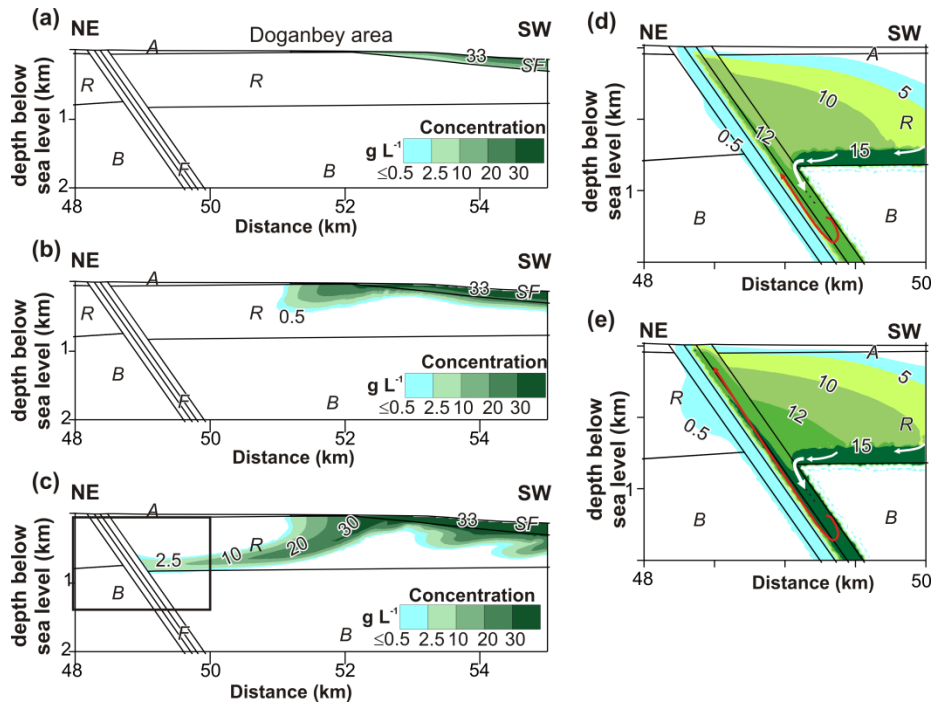 (a)
NE
Doganbey area
SW
A
33
SF
R
R
B
F
B
depth below
sea level (km)
1
2
Concentration
g L⁻¹
≤0.5 2.5 10 20 30
48 50 52 54
Distance (km)
(b)
NE
SW
A
33
SF
R
R
0.5
B
F
B
depth below
sea level (km)
1
2
Concentration
g L⁻¹
≤0.5 2.5 10 20 30
(c)
NE
SW
A
33
SF
R
30
20
10
2.5
B
F
B
depth below
sea level (km)
1
2
Concentration
g L⁻¹
≤0.5 2.5 10 20 30
48 50 52 54
Distance (km)
(d)
NE
SW
A
5
10
R
12
15
0.5
B
B
depth below
sea level (km)
1
48 50
Distance (km)
(e)
NE
SW
A
5
10
R
R
12
15
0.5
B
B
depth below
sea level (km)
1
48 50
Distance (km)